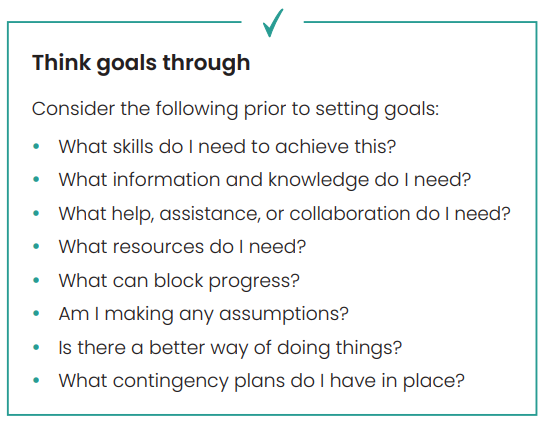 Think goals through
Consider the following prior to setting goals:
• What skills do I need to achieve this?
• What information and knowledge do I need?
• What help, assistance, or collaboration do I need?
• What resources do I need?
• What can block progress?
• Am I making any assumptions?
• Is there a better way of doing things?
• What contingency plans do I have in place?